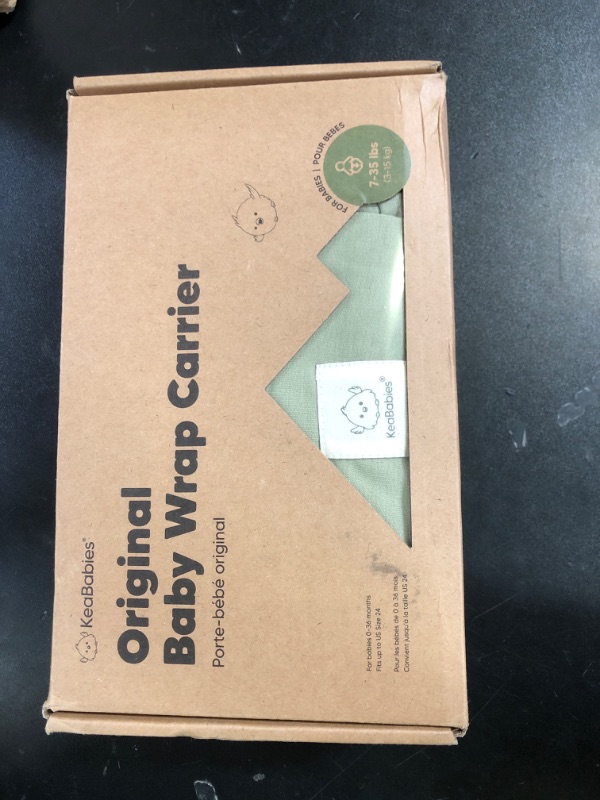 KeaBabies®
Original
Baby Wrap Carrier
Porte-bébé original
FOR BABIES | POUR BÉBÉS
7-35 lbs
(3-15 kg)
KeaBabies®
For babies 0-36 months
Fits up to US Size 24
Pour les bébés de 0 à 36 mois
Convient jusqu'à la taille US 24